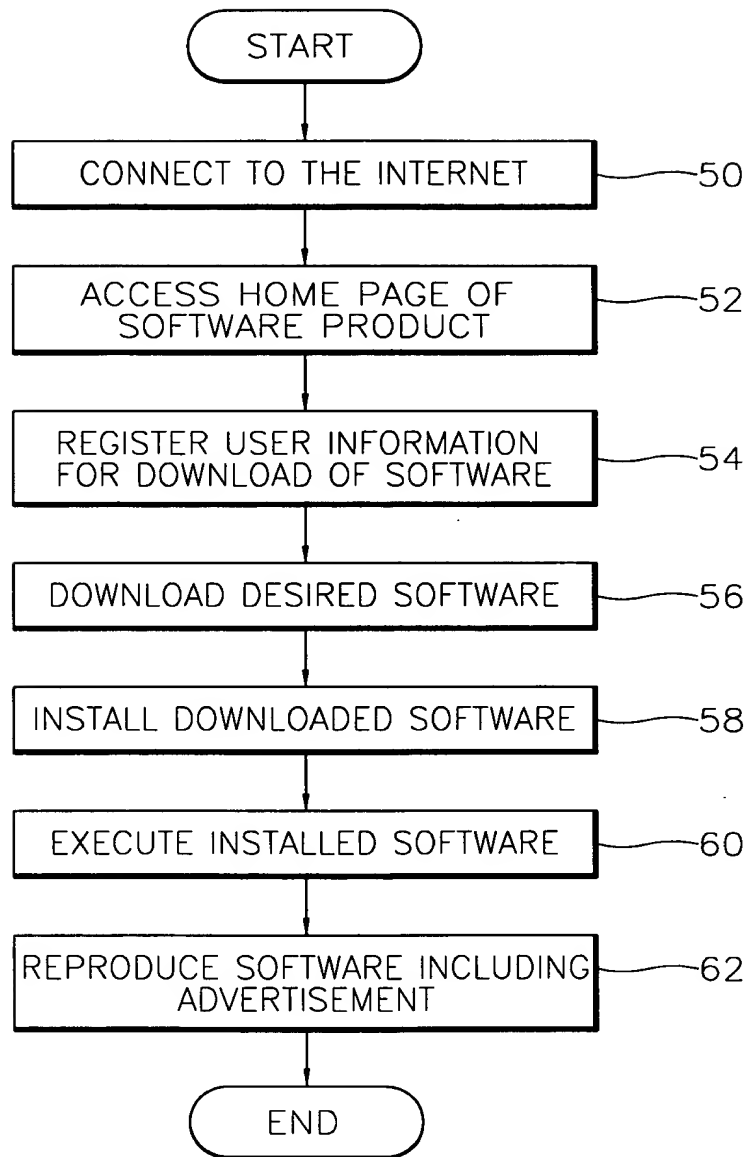 START
CONNECT TO THE INTERNET
50
ACCESS HOME PAGE OF
SOFTWARE PRODUCT
52
REGISTER USER INFORMATION
FOR DOWNLOAD OF SOFTWARE
54
DOWNLOAD DESIRED SOFTWARE
56
INSTALL DOWNLOADED SOFTWARE
58
EXECUTE INSTALLED SOFTWARE
60
REPRODUCE SOFTWARE INCLUDING
ADVERTISEMENT
62
END